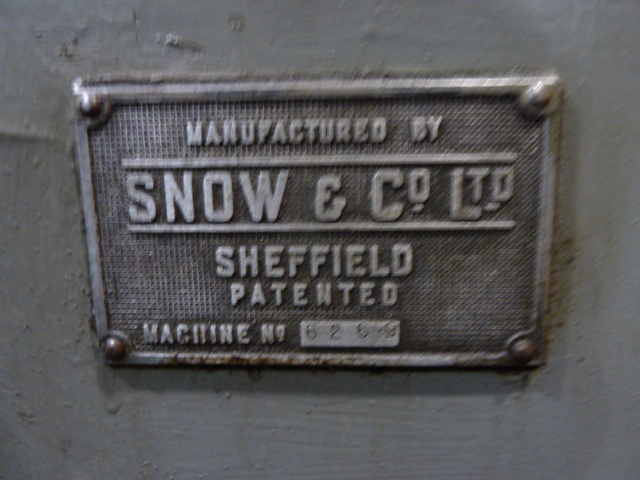 MANUFACTURED BY
SNOW & Co LTD
SHEFFIELD
PATENTED
MACHINE No